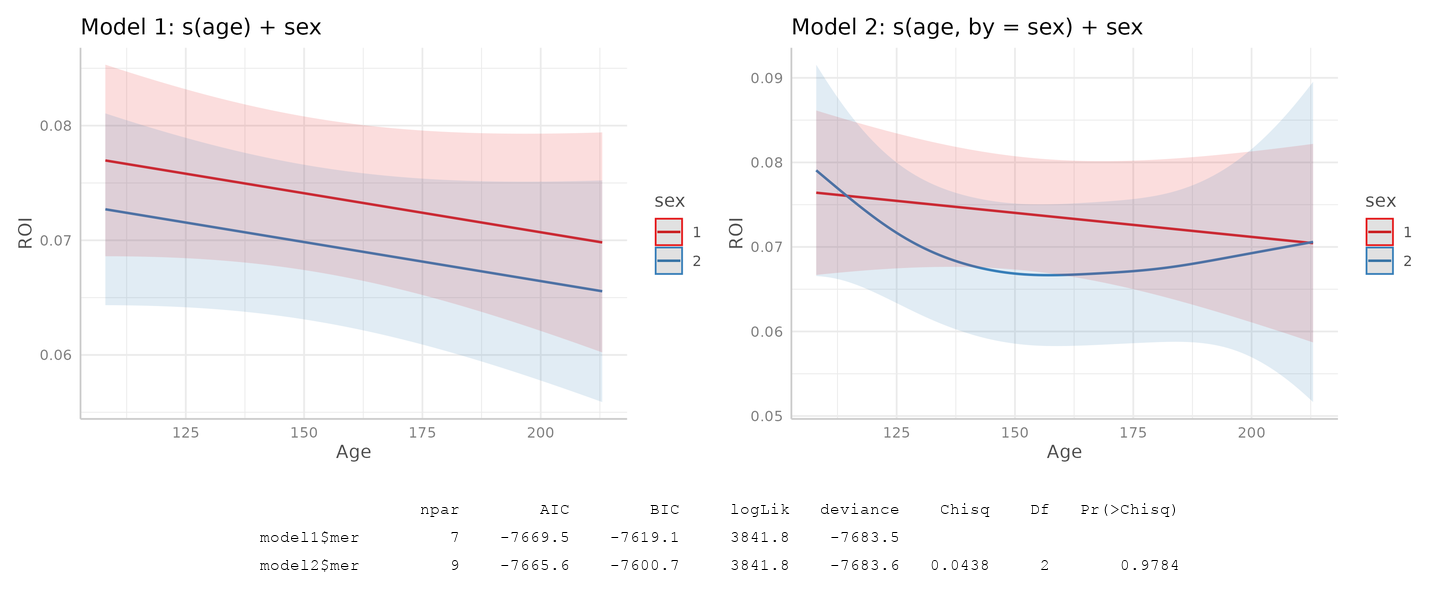 Model 1: s(age) + sex
0.08
0.07
0.06
ROI
125 150 175 200
Age
sex
1
2
Model 2: s(age, by = sex) + sex
0.09
0.08
0.07
0.06
0.05
ROI
125 150 175 200
Age
sex
1
2
npar AIC BIC logLik deviance Chisq Df Pr(>Chisq)
model1$mer 7 -7669.5 -7619.1 3841.8 -7683.5
model2$mer 9 -7665.6 -7600.7 3841.8 -7683.6 0.0438 2 0.9784